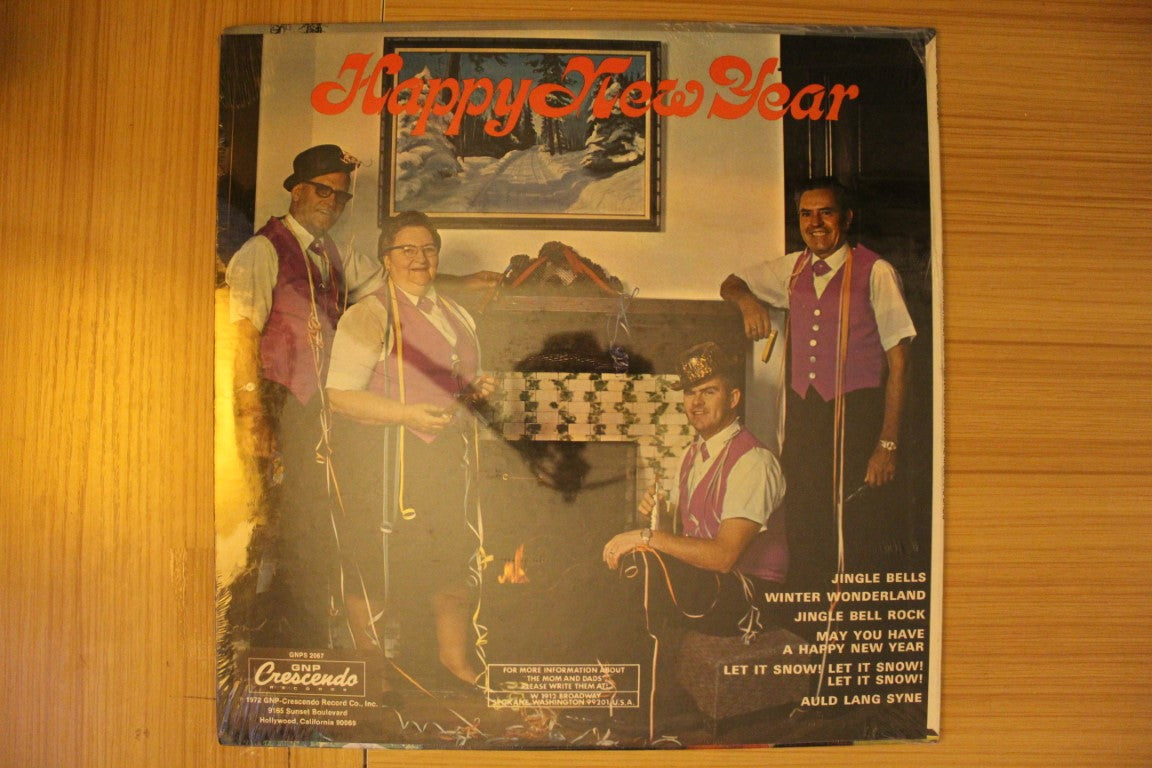 Happy New Year
JINGLE BELLS
WINTER WONDERLAND
JINGLE BELL ROCK
MAY YOU HAVE
A HAPPY NEW YEAR
LET IT SNOW! LET IT SNOW!
LET IT SNOW!
AULD LANG SYNE
GNPS 2067
GNP
Crescendo
RECORDS
1972 GNP-Crescendo Record Co., Inc.
9165 Sunset Boulevard
Hollywood, California 90069
FOR MORE INFORMATION ABOUT
THE MOM AND DADS
PLEASE WRITE THEM AT:
W. 1912 BROADWAY
SPOKANE, WASHINGTON 99201 U.S.A.